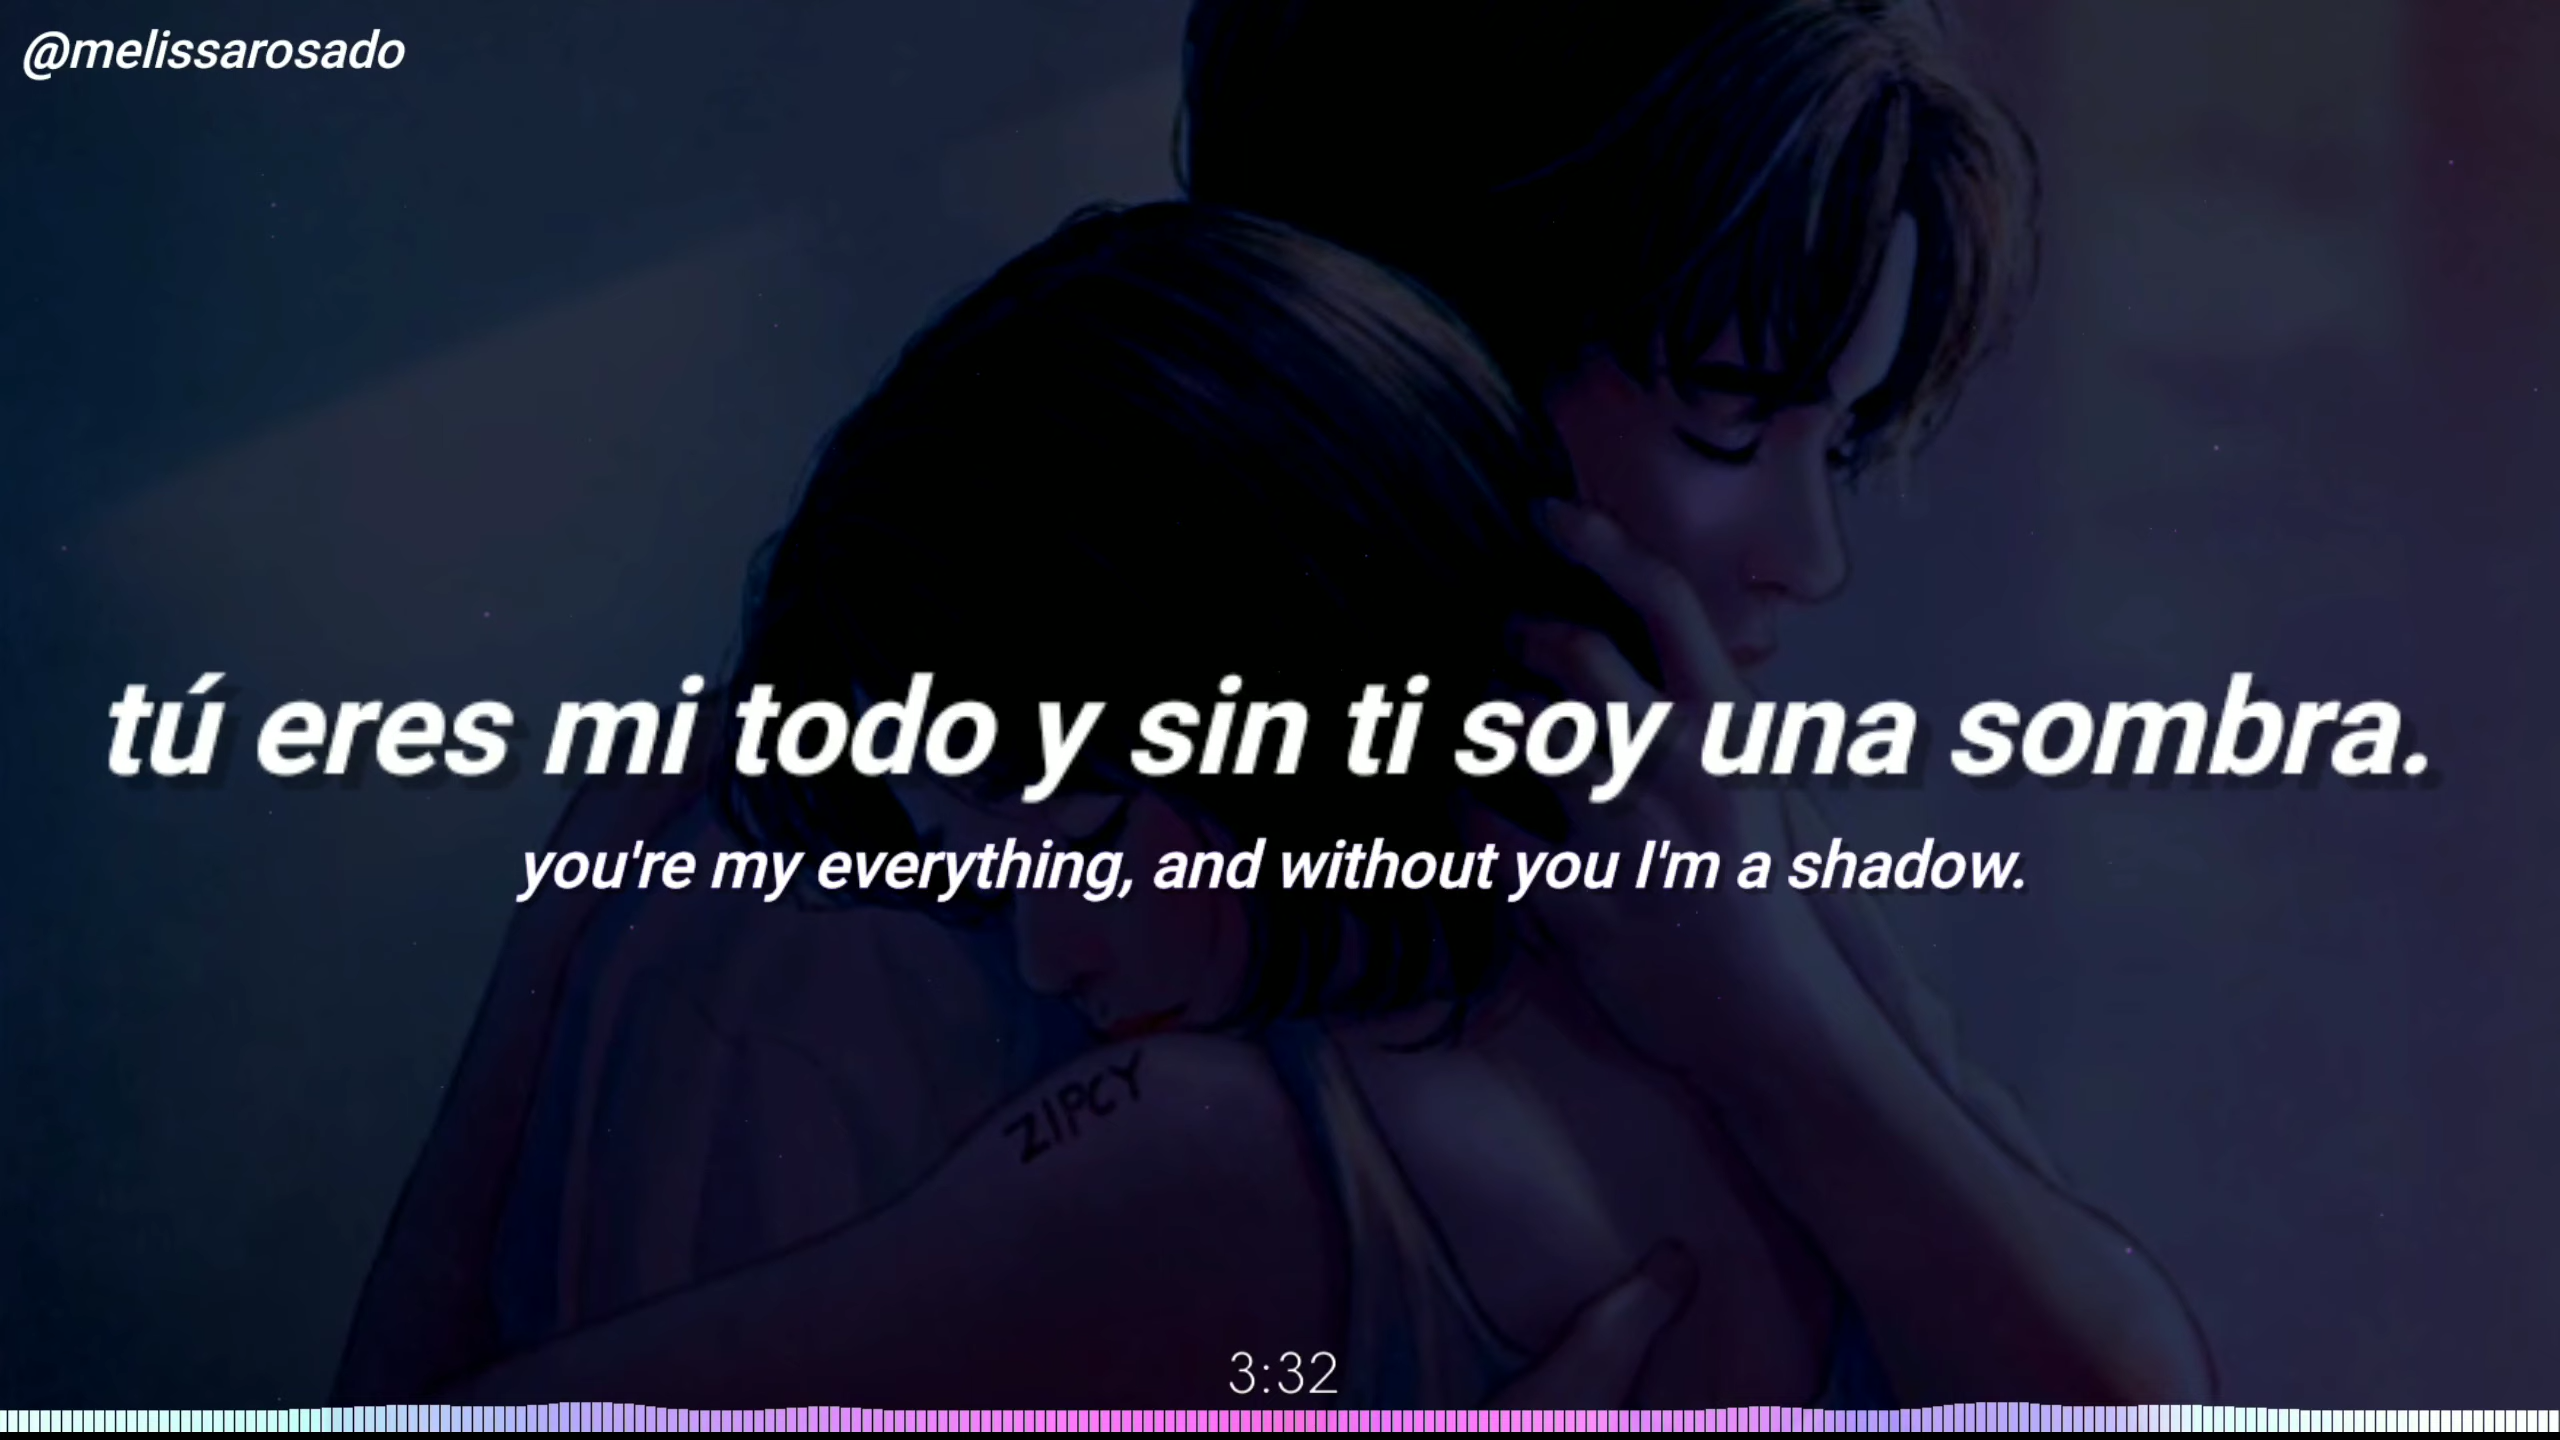 @melissarosado
tú eres mi todo y sin ti soy una sombra.
you're my everything, and without you I'm a shadow.
ZIPCY
3:32